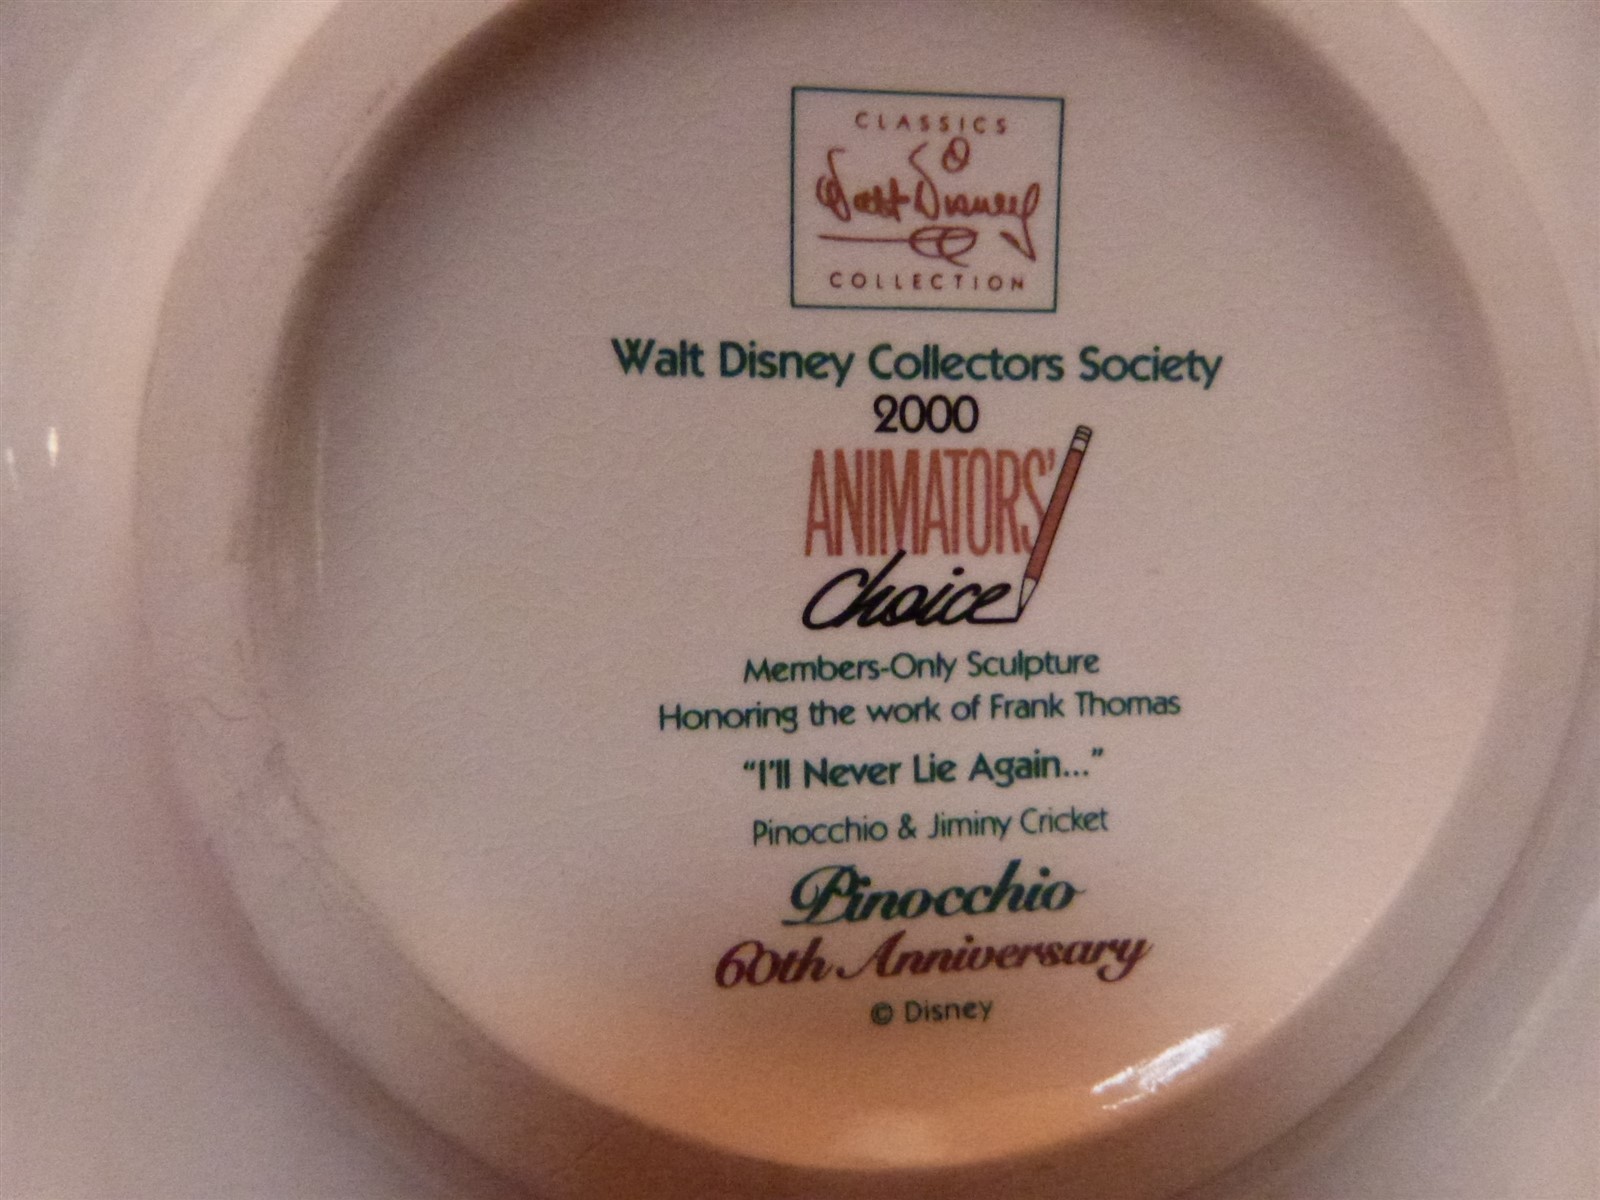 CLASSICS
Walt Disney
COLLECTION
Walt Disney Collectors Society
2000
ANIMATORS'
Choice
Members-Only Sculpture
Honoring the work of Frank Thomas
“I'll Never Lie Again...”
Pinocchio & Jiminy Cricket
Pinocchio
60th Anniversary
© Disney